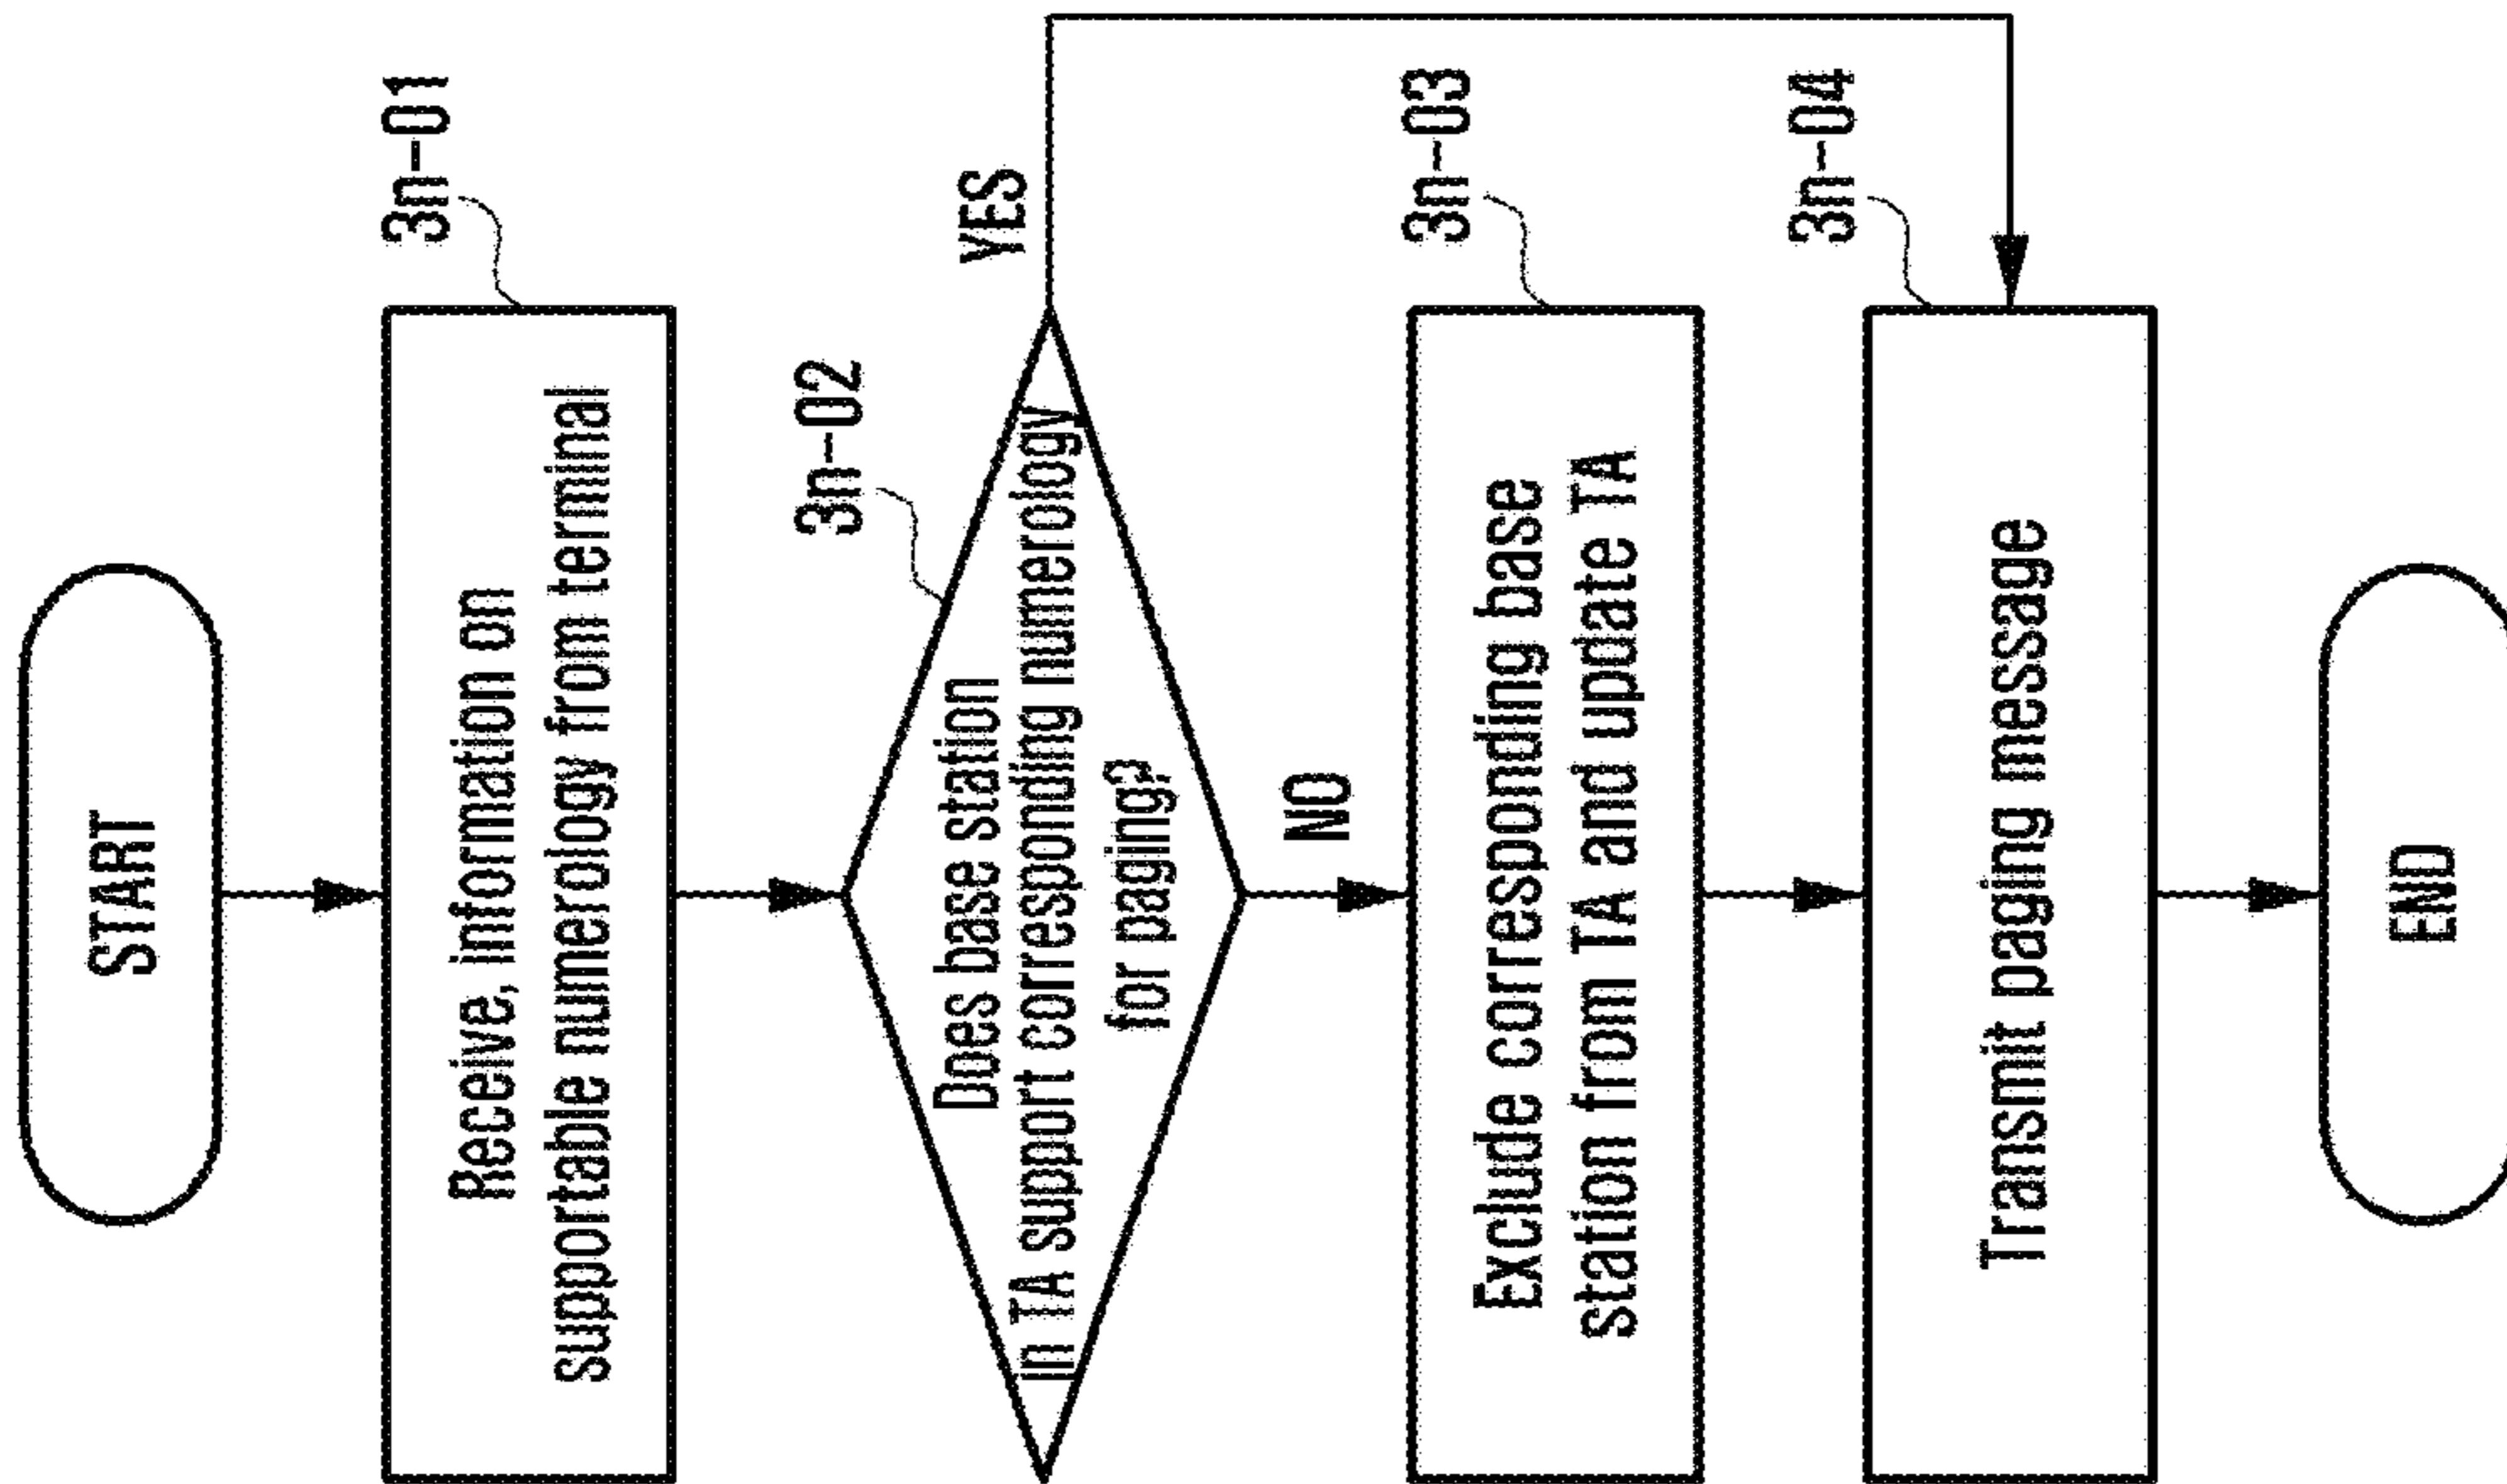 START
Receive, information on
supportable numerology from terminal
3n-01
Does base station
in TA support corresponding numerology
for paging?
3n-02
YES
NO
Exclude corresponding base
station from TA and update TA
3n-03
Transmit paging message
3n-04
END